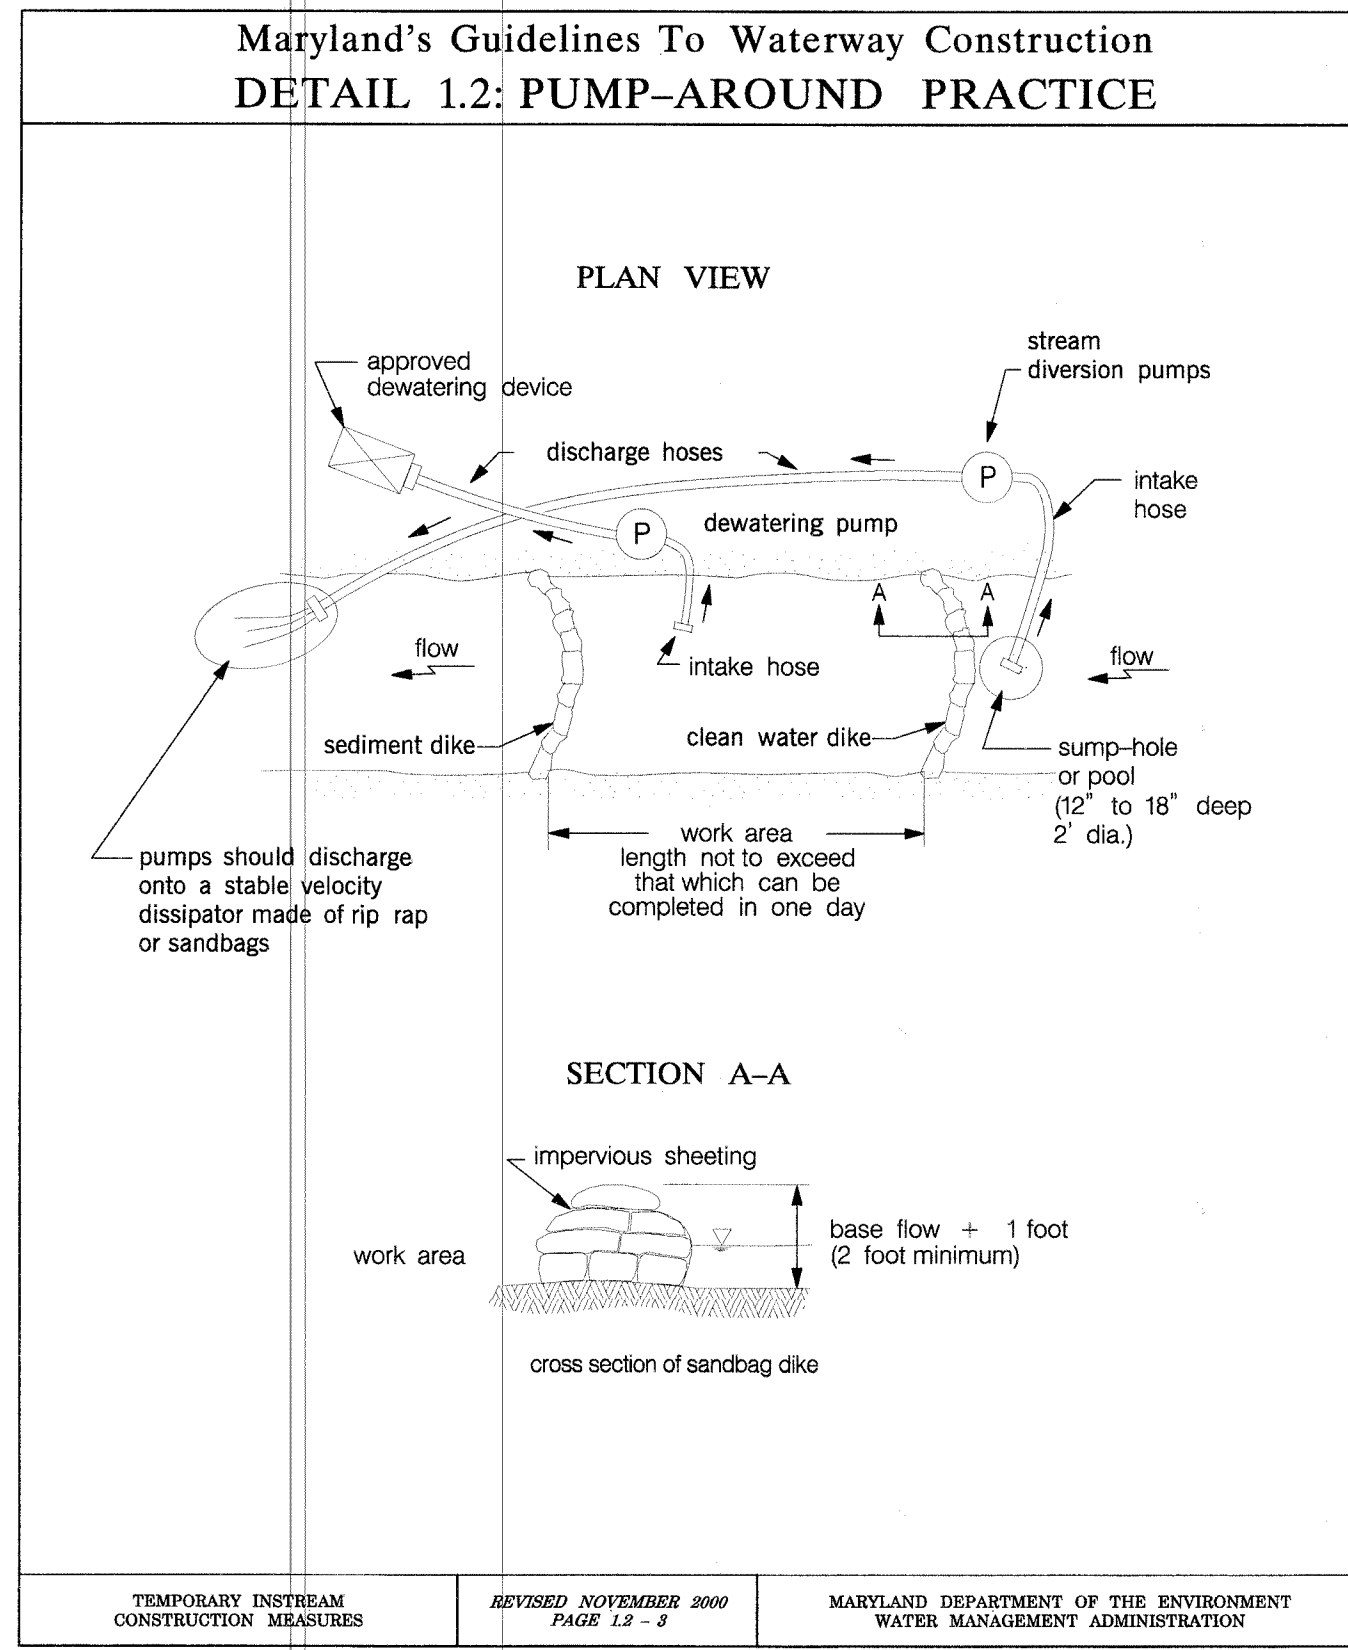 Maryland's Guidelines To Waterway Construction
DETAIL 1.2: PUMP–AROUND PRACTICE
PLAN VIEW
approved
dewatering device
stream
diversion pumps
discharge hoses
P
intake
hose
P
dewatering pump
A
A
flow
intake hose
flow
sediment dike
clean water dike
sump–hole
or pool
(12" to 18" deep
2' dia.)
work area
length not to exceed
that which can be
completed in one day
pumps should discharge
onto a stable velocity
dissipator made of rip rap
or sandbags
SECTION A–A
impervious sheeting
work area
base flow + 1 foot
(2 foot minimum)
cross section of sandbag dike
TEMPORARY INSTREAM
CONSTRUCTION MEASURES
REVISED NOVEMBER 2000
PAGE 1.2 – 3
MARYLAND DEPARTMENT OF THE ENVIRONMENT
WATER MANAGEMENT ADMINISTRATION